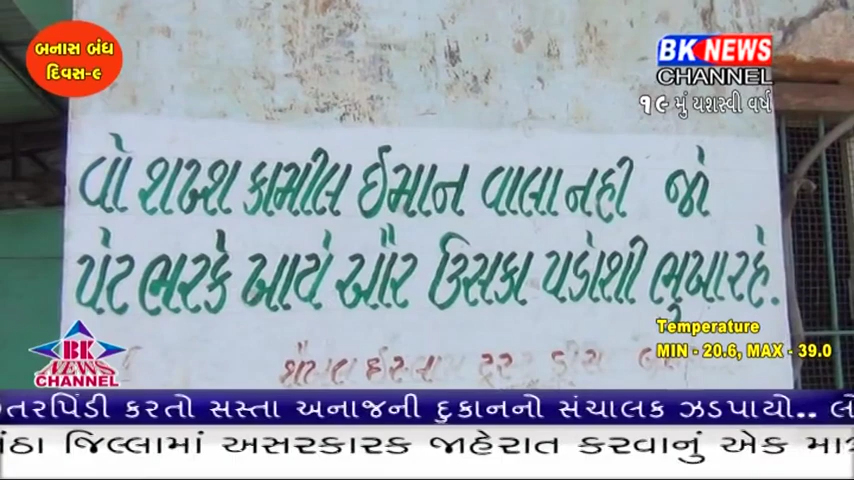 બનાસ બંધ
દિવસ-૯
BK NEWS
CHANNEL
૧૯ મું યશસ્વી વર્ષ
વો શખ્શ કામીલ ઈમાન વાલા નહી જો
પેટ ભરકે ખાયે ઔર ઉસકા પડોશી ભુખા રહે.
Temperature
MIN - 20.6, MAX - 39.0
BK
NEWS
CHANNEL
કરતો સસ્તા અનાજની દુકાનનો સંચાલક ઝડપાયો..
જિલ્લામાં અસરકારક જાહેરાત કરવાનું એક